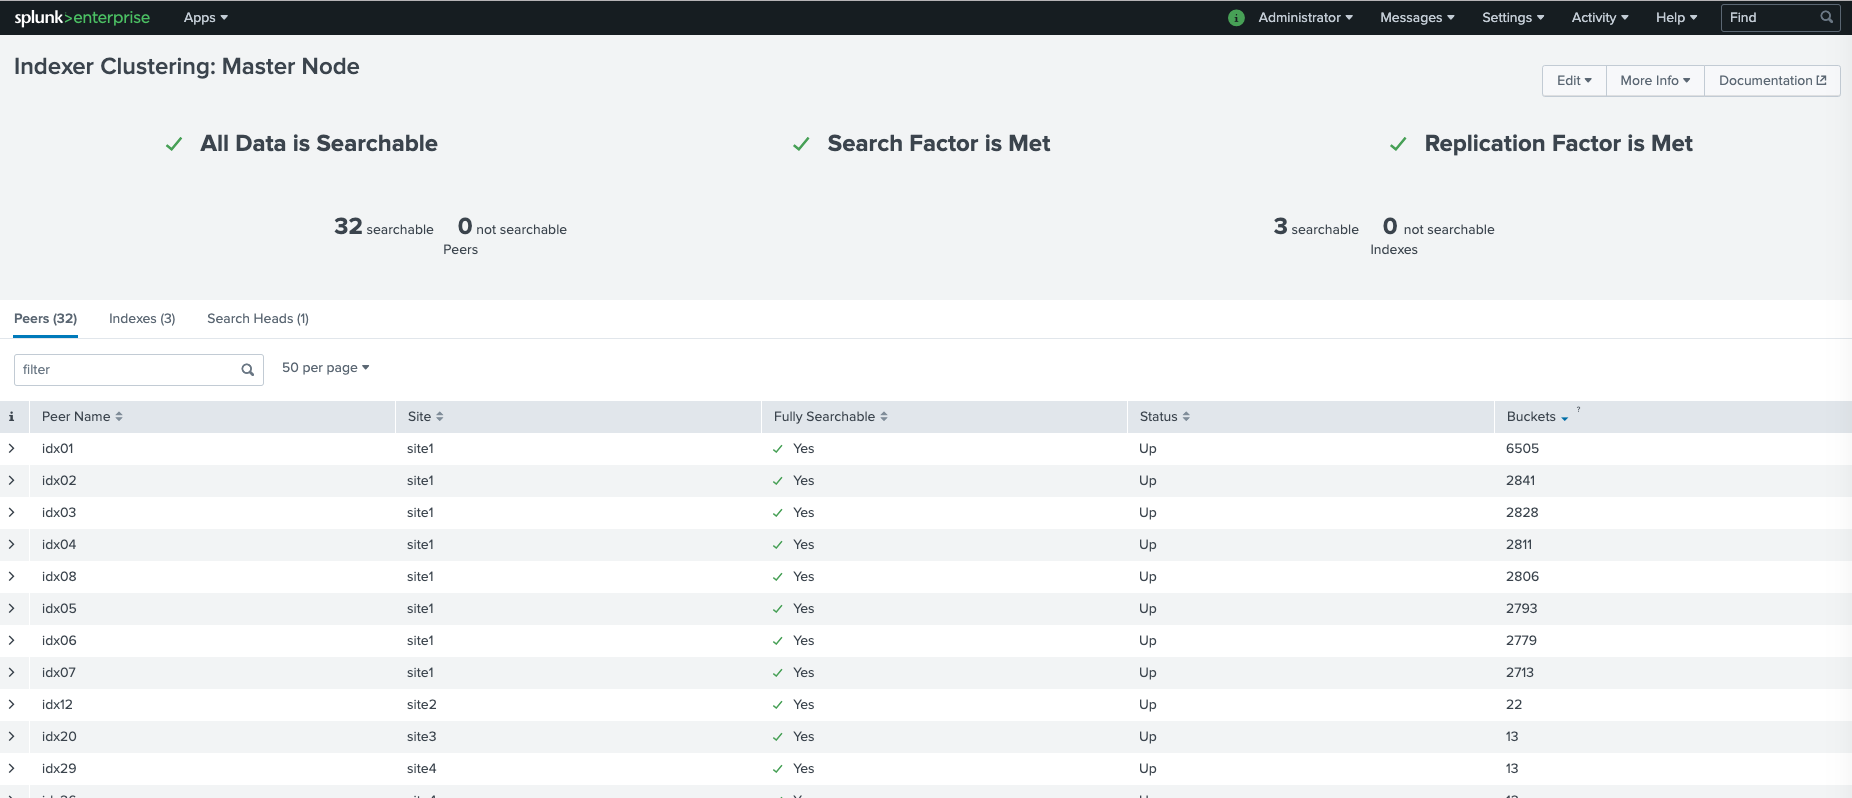 splunk>enterprise Apps Administrator Messages Settings Activity Help Find
Indexer Clustering: Master Node
Edit More Info Documentation
All Data is Searchable Search Factor is Met Replication Factor is Met
32 searchable 0 not searchable 3 searchable 0 not searchable
Peers Indexes
Peers (32) Indexes (3) Search Heads (1)
filter 50 per page
i Peer Name Site Fully Searchable Status Buckets ?
idx01 site1 Yes Up 6505
idx02 site1 Yes Up 2841
idx03 site1 Yes Up 2828
idx04 site1 Yes Up 2811
idx08 site1 Yes Up 2806
idx05 site1 Yes Up 2793
idx06 site1 Yes Up 2779
idx07 site1 Yes Up 2713
idx12 site2 Yes Up 22
idx20 site3 Yes Up 13
idx29 site4 Yes Up 13